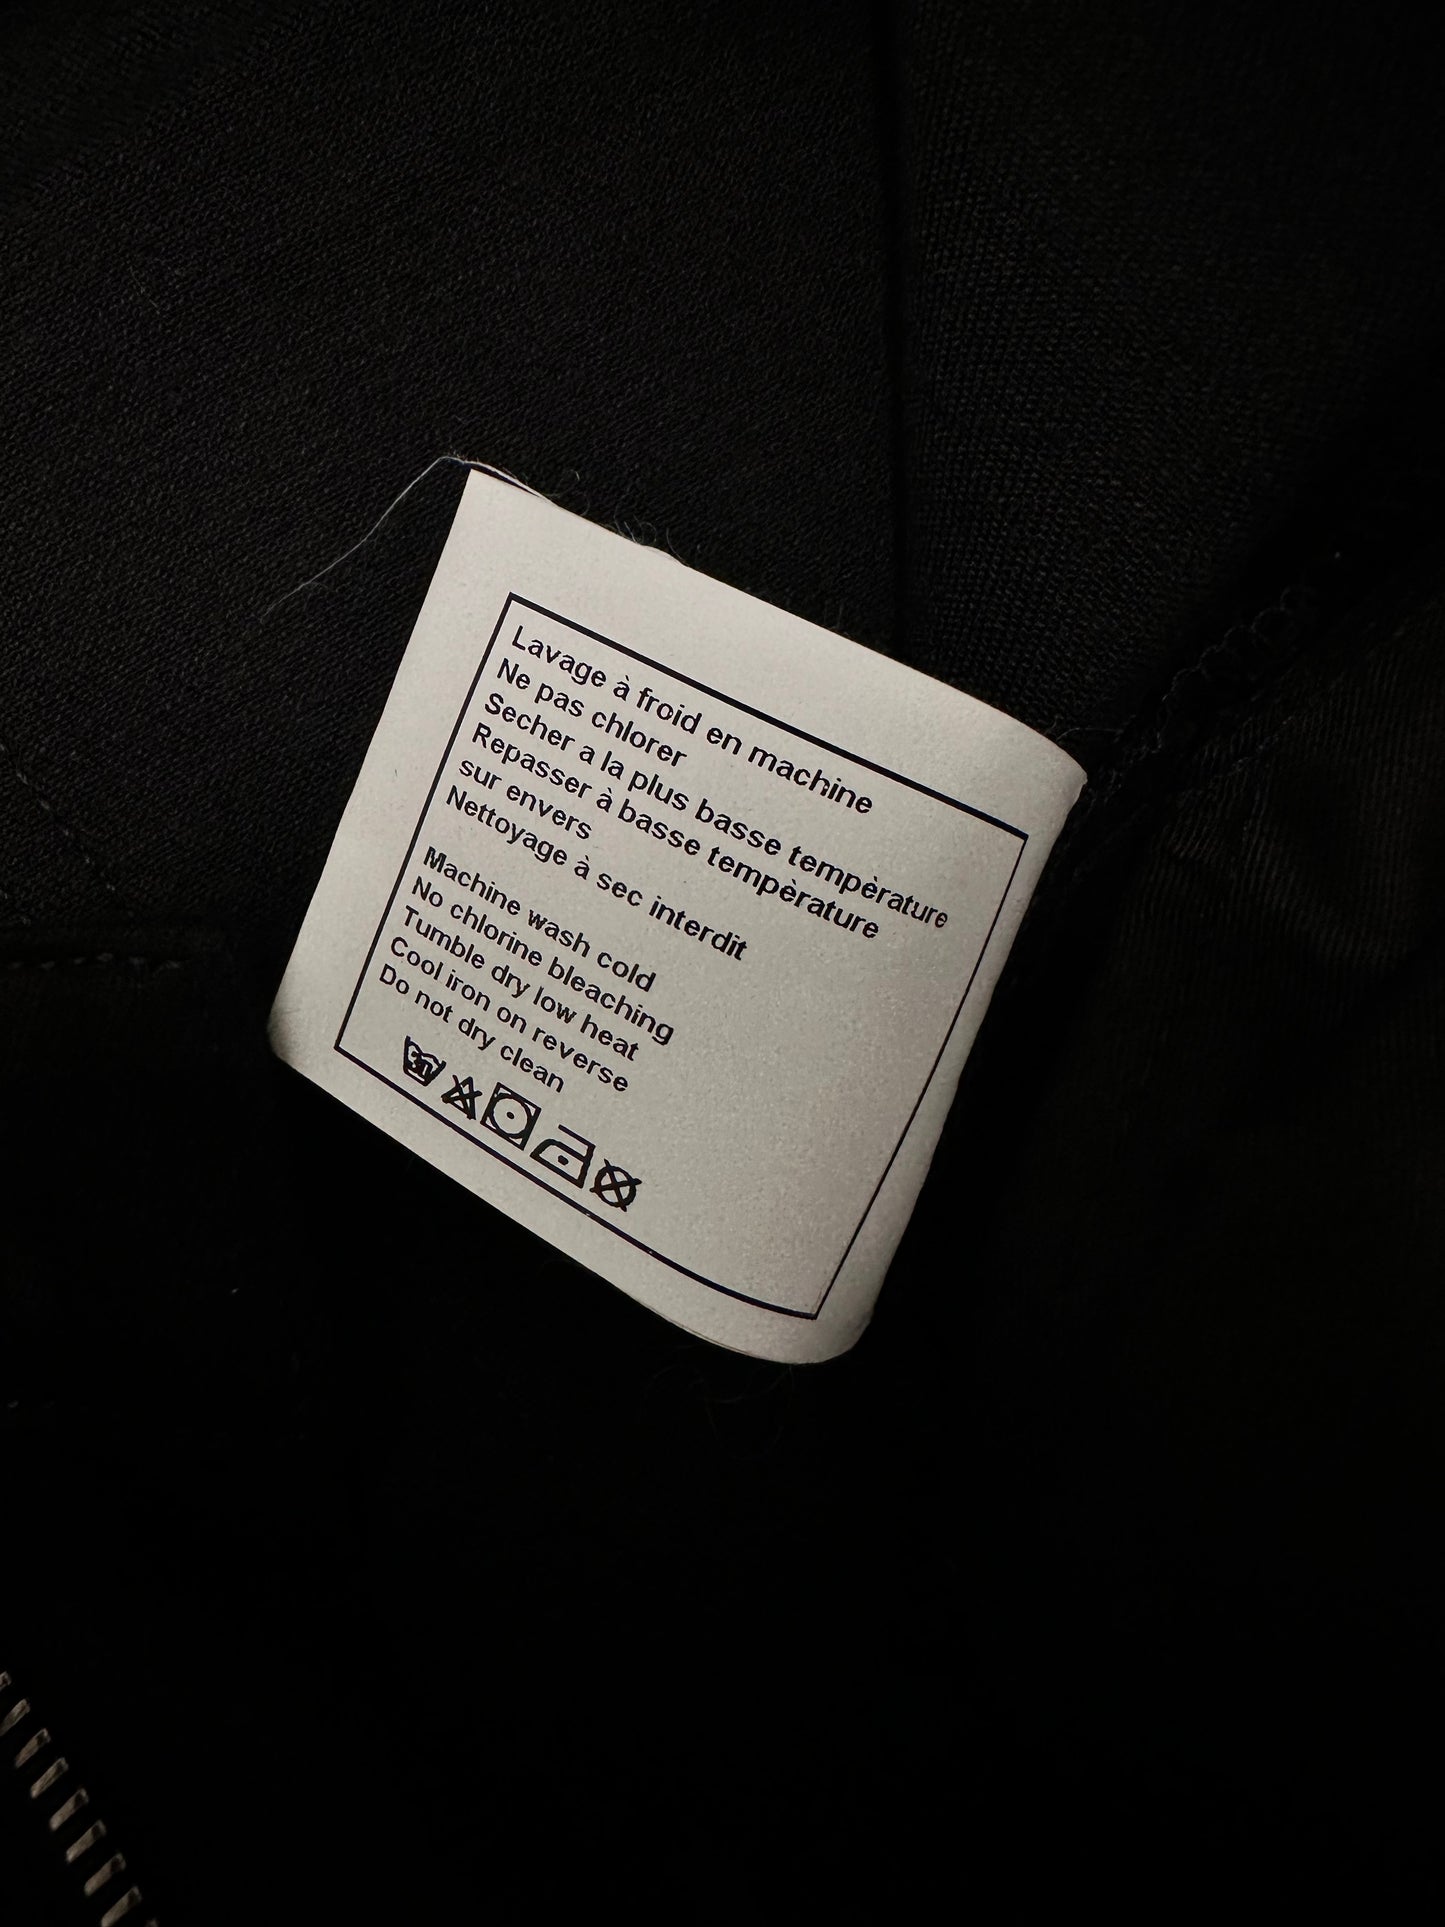 Lavage à froid en machine
Ne pas chlorer
Secher a la plus basse tempèrature
Repasser à basse tempèrature
sur envers
Nettoyage à sec interdit
Machine wash cold
No chlorine bleaching
Tumble dry low heat
Cool iron on reverse
Do not dry clean